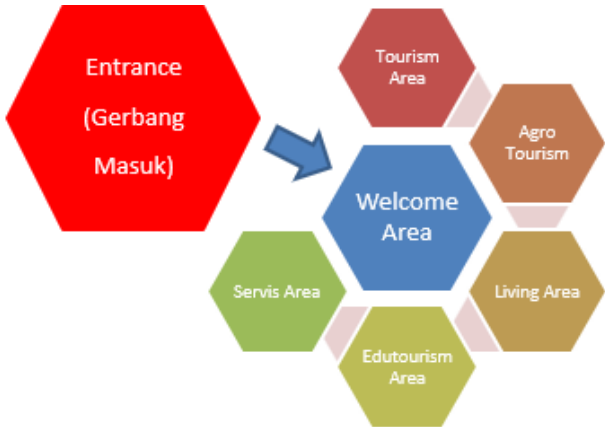 Entrance
(Gerbang
Masuk)
Tourism
Area
Agro
Tourism
Welcome
Area
Servis Area
Living Area
Edutourism
Area